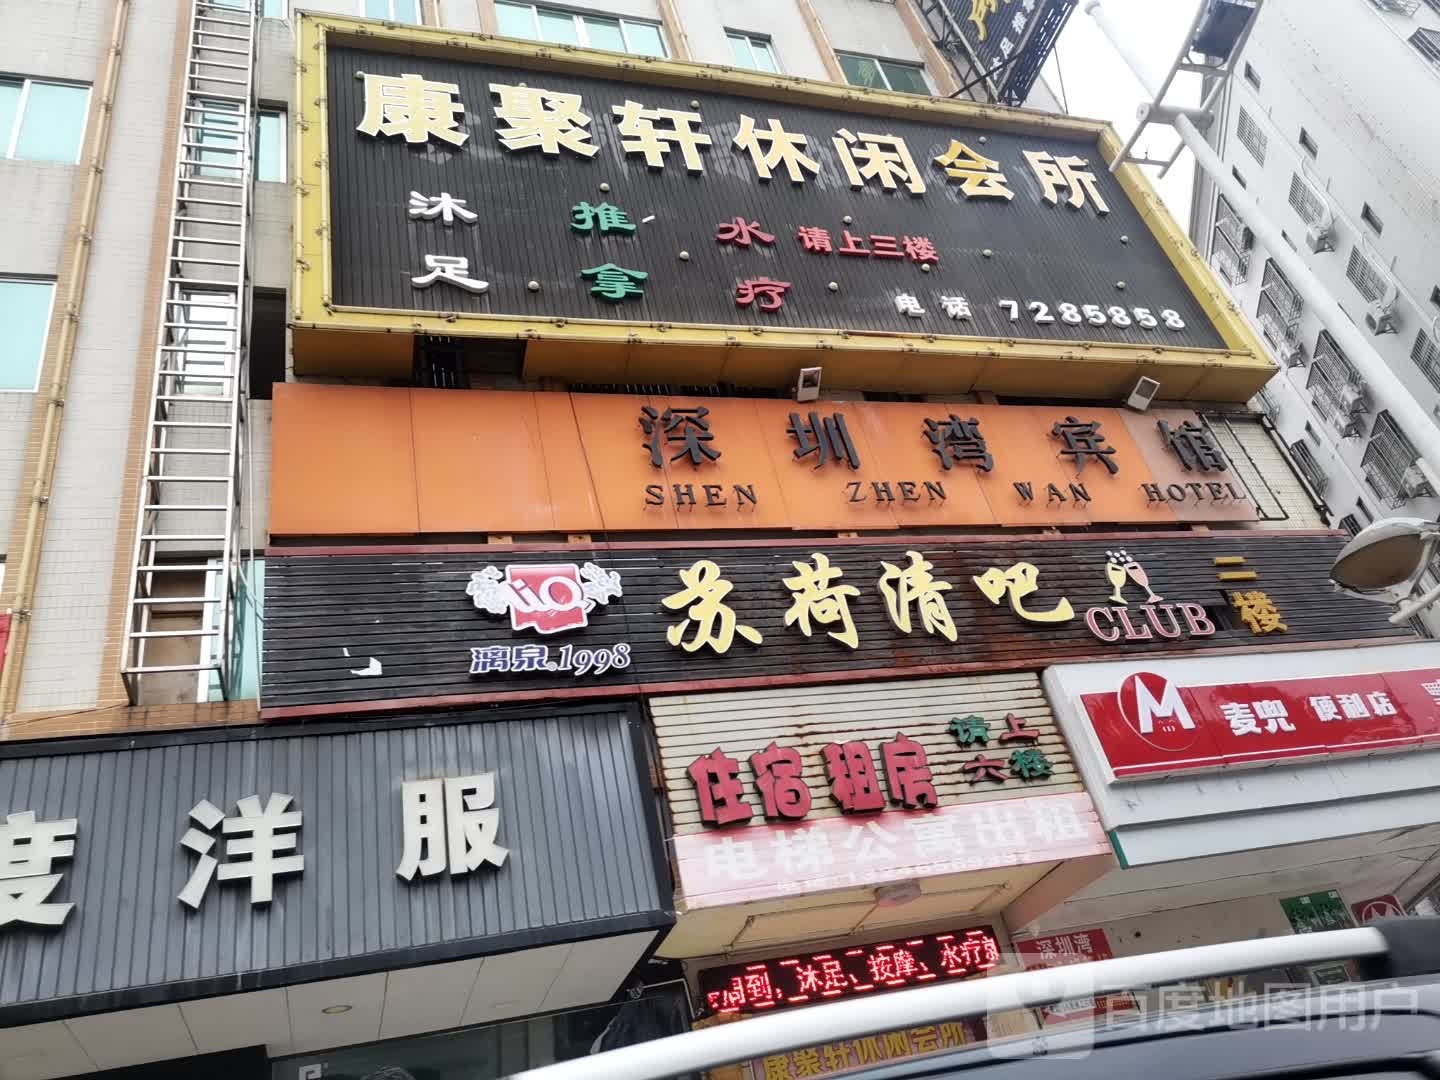 康聚轩休闲会所
沐足
推拿
水疗
请上三楼
电话 7285858
深圳湾宾馆
SHEN ZHEN WAN HOTEL
漓泉®1998
苏荷清吧
CLUB
二楼
麦兜 便利店
住宿 租房
请上六楼
电梯公寓出租
度洋服
间到、沐足、按摩、水疗
深圳湾
康聚轩休闲会所
百度地图用户